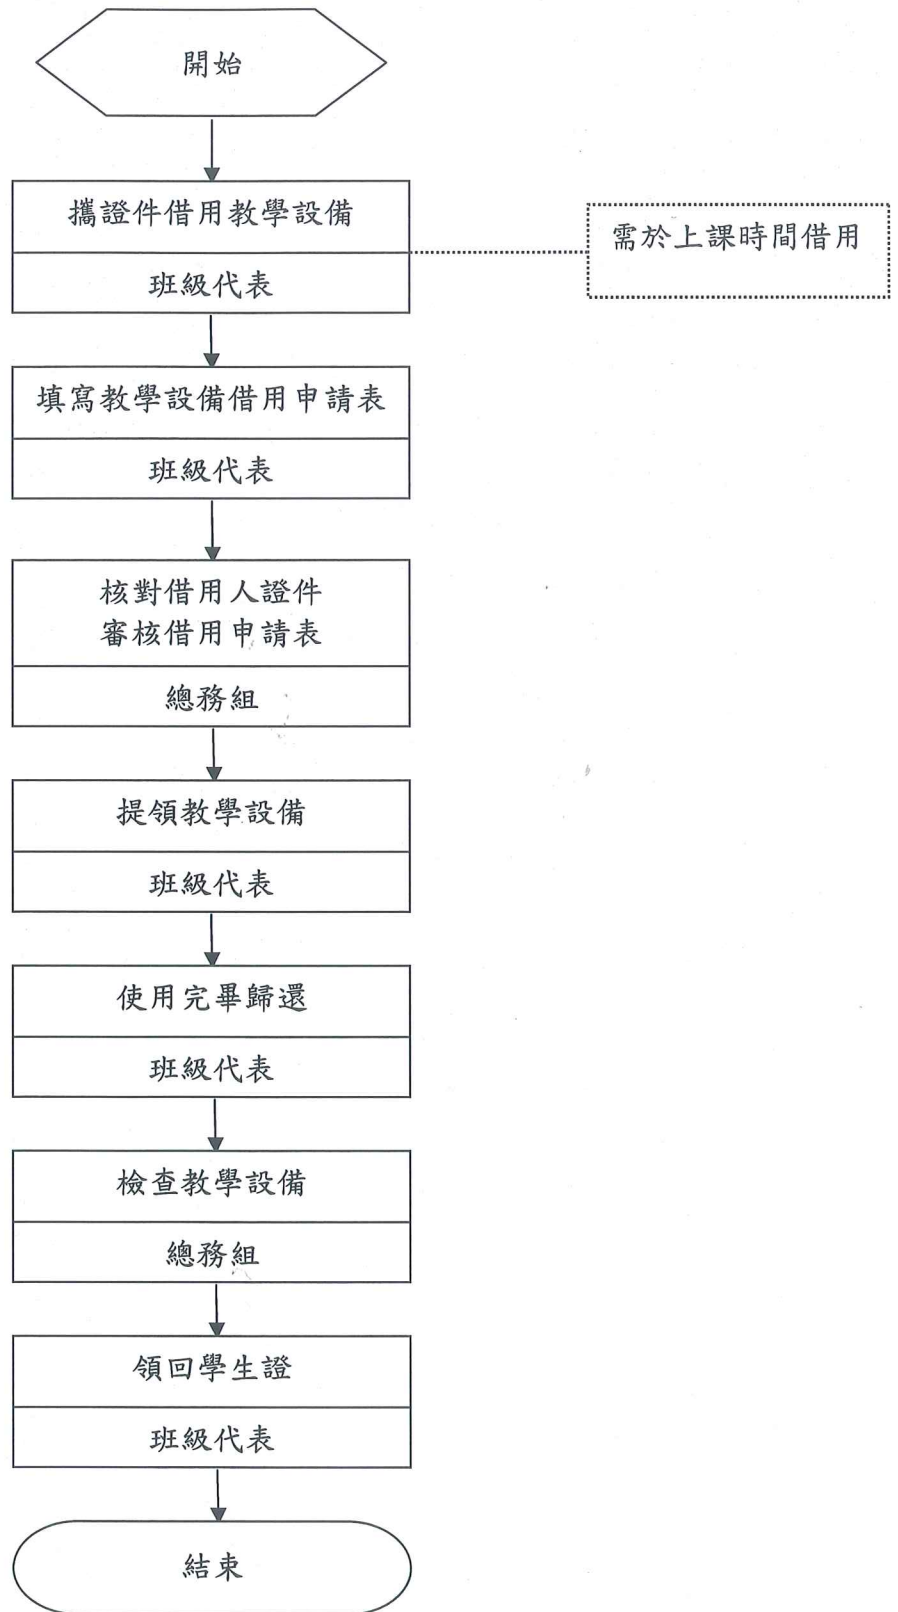 開始
攜證件借用教學設備
需於上課時間借用
班級代表
填寫教學設備借用申請表
班級代表
核對借用人證件
審核借用申請表
總務組
提領教學設備
班級代表
使用完畢歸還
班級代表
檢查教學設備
總務組
領回學生證
班級代表
結束